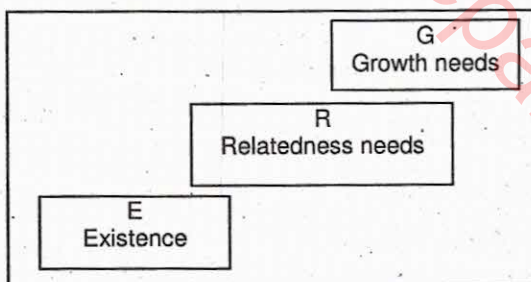 G
Growth needs
R
Relatedness needs
E
Existence